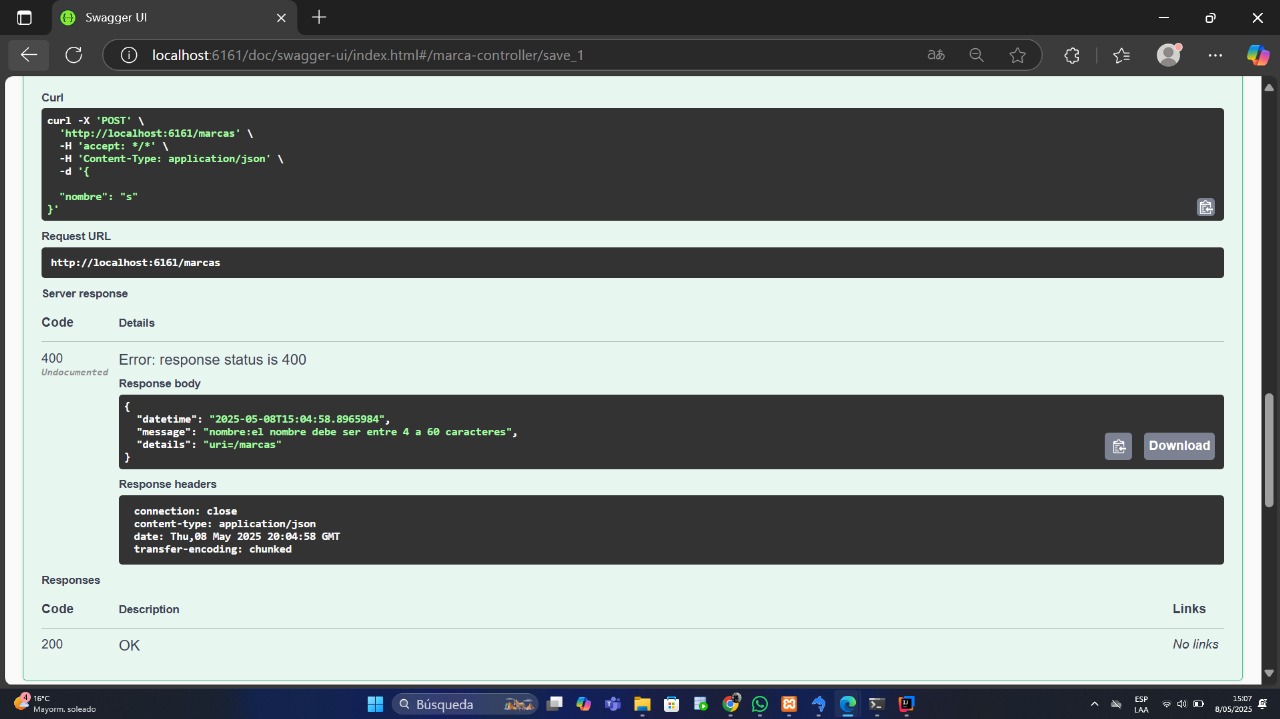 Swagger UI
localhost:6161/doc/swagger-ui/index.html#/marca-controller/save_1
Curl
curl -X 'POST' \
'http://localhost:6161/marcas' \
-H 'accept: */*' \
-H 'Content-Type: application/json' \
-d '{
"nombre": "s"
}'
Request URL
http://localhost:6161/marcas
Server response
Code Details
400 Error: response status is 400
Undocumented
Response body
{
"datetime": "2025-05-08T15:04:58.8965984",
"message": "nombre:el nombre debe ser entre 4 a 60 caracteres",
"details": "uri=/marcas"
}
Download
Response headers
connection: close
content-type: application/json
date: Thu,08 May 2025 20:04:58 GMT
transfer-encoding: chunked
Responses
Code Description Links
200 OK No links
4
16°C
Mayorm. soleado
Búsqueda
ESP
LAA
15:07
8/05/2025